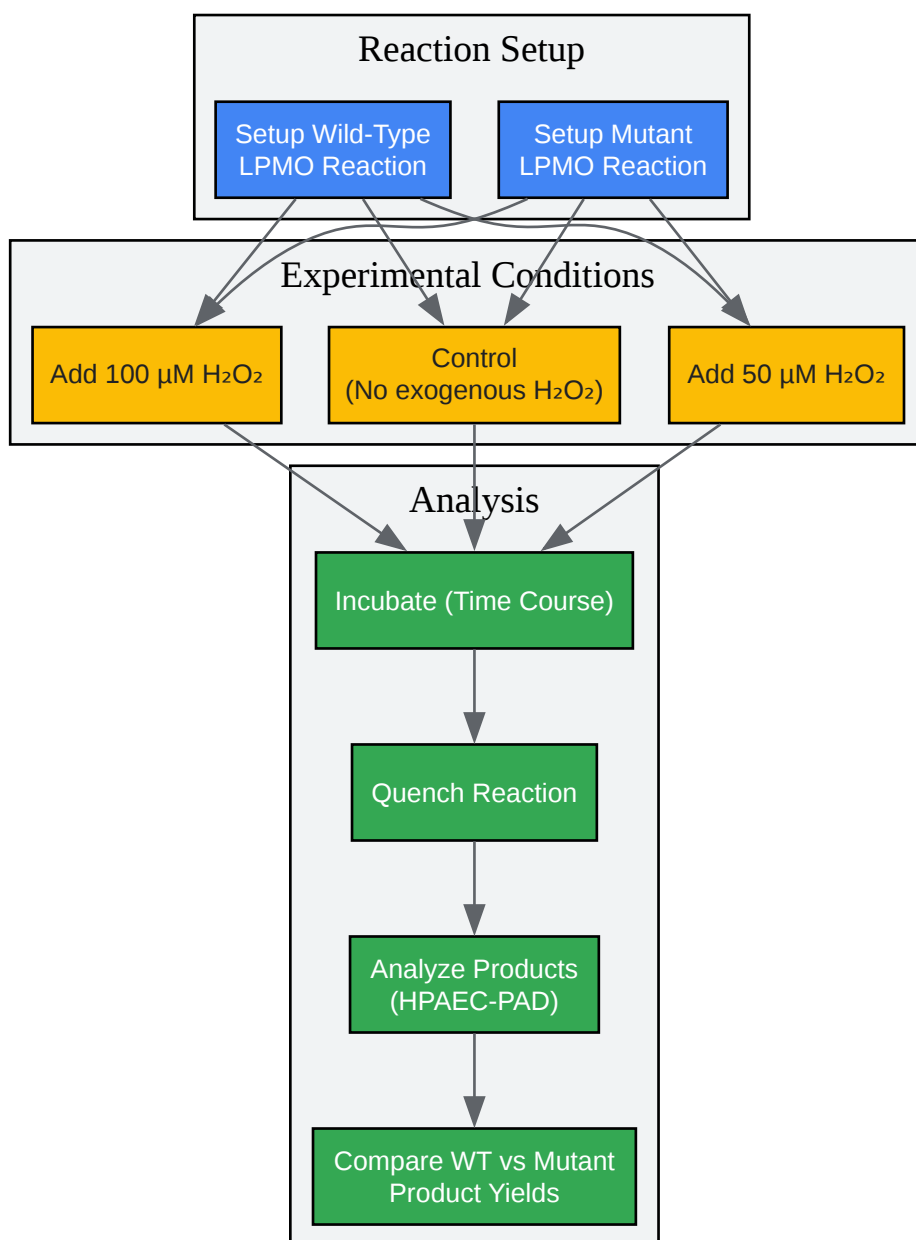 Reaction Setup
Setup Wild-Type
LPMO Reaction
Setup Mutant
LPMO Reaction
Experimental Conditions
Add 100 µM H₂O₂
Control
(No exogenous H₂O₂)
Add 50 µM H₂O₂
Analysis
Incubate (Time Course)
Quench Reaction
Analyze Products
(HPAEC-PAD)
Compare WT vs Mutant
Product Yields